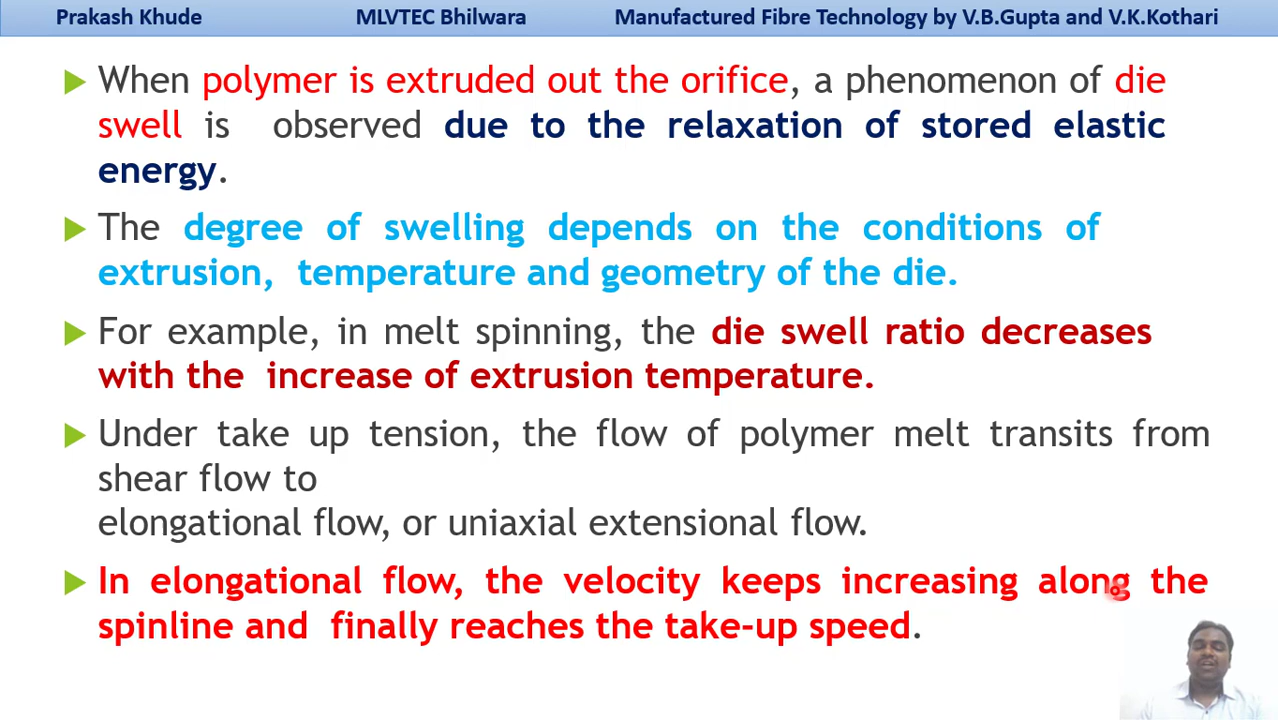 Prakash Khude MLVTEC Bhilwara Manufactured Fibre Technology by V.B.Gupta and V.K.Kothari
When polymer is extruded out the orifice, a phenomenon of die
swell is observed due to the relaxation of stored elastic
energy.
The degree of swelling depends on the conditions of
extrusion, temperature and geometry of the die.
For example, in melt spinning, the die swell ratio decreases
with the increase of extrusion temperature.
Under take up tension, the flow of polymer melt transits from
shear flow to
elongational flow, or uniaxial extensional flow.
In elongational flow, the velocity keeps increasing along the
spinline and finally reaches the take-up speed.